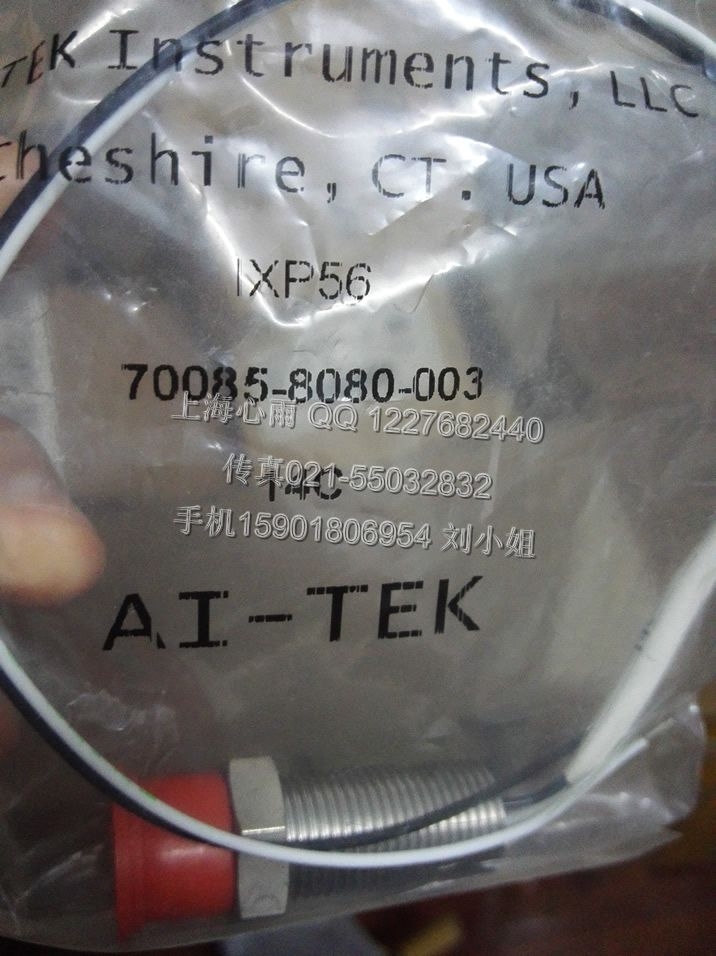 TEK Instruments, LLC
Cheshire, CT. USA
IXP56
70085-8080-003
上海心雨 QQ 1227682440
14C
传真021-55032832
手机15901806954 刘小姐
AI-TEK